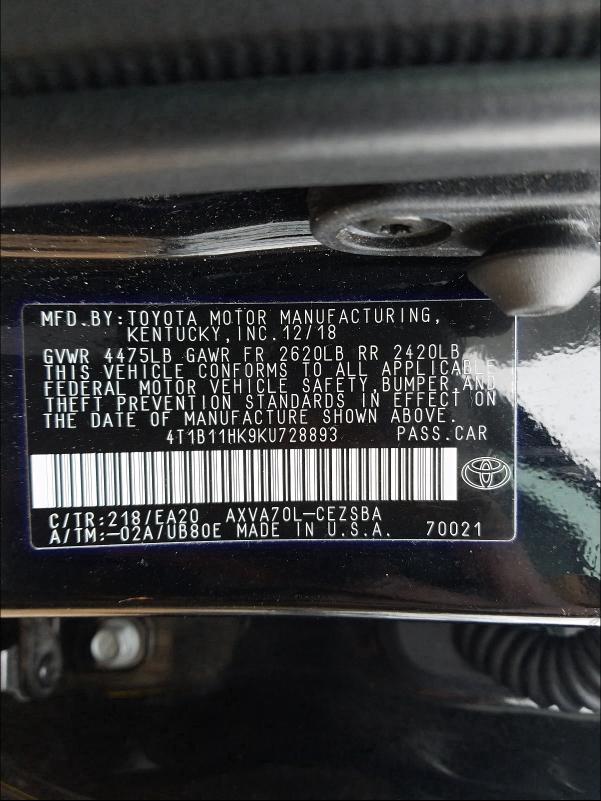 MFD.BY:TOYOTA MOTOR MANUFACTURING,
KENTUCKY,INC.12/18
GVWR 4475LB GAWR FR 2620LB RR 2420LB
THIS VEHICLE CONFORMS TO ALL APPLICABLE
FEDERAL MOTOR VEHICLE SAFETY,BUMPER AND
THEFT PREVENTION STANDARDS IN EFFECT ON
THE DATE OF MANUFACTURE SHOWN ABOVE.
4T1B11HK9KU728893 PASS.CAR
C/TR:218/EA20 AXVA70L-CEZSBA
A/TM:-02A/UB80E MADE IN U.S.A. 70021